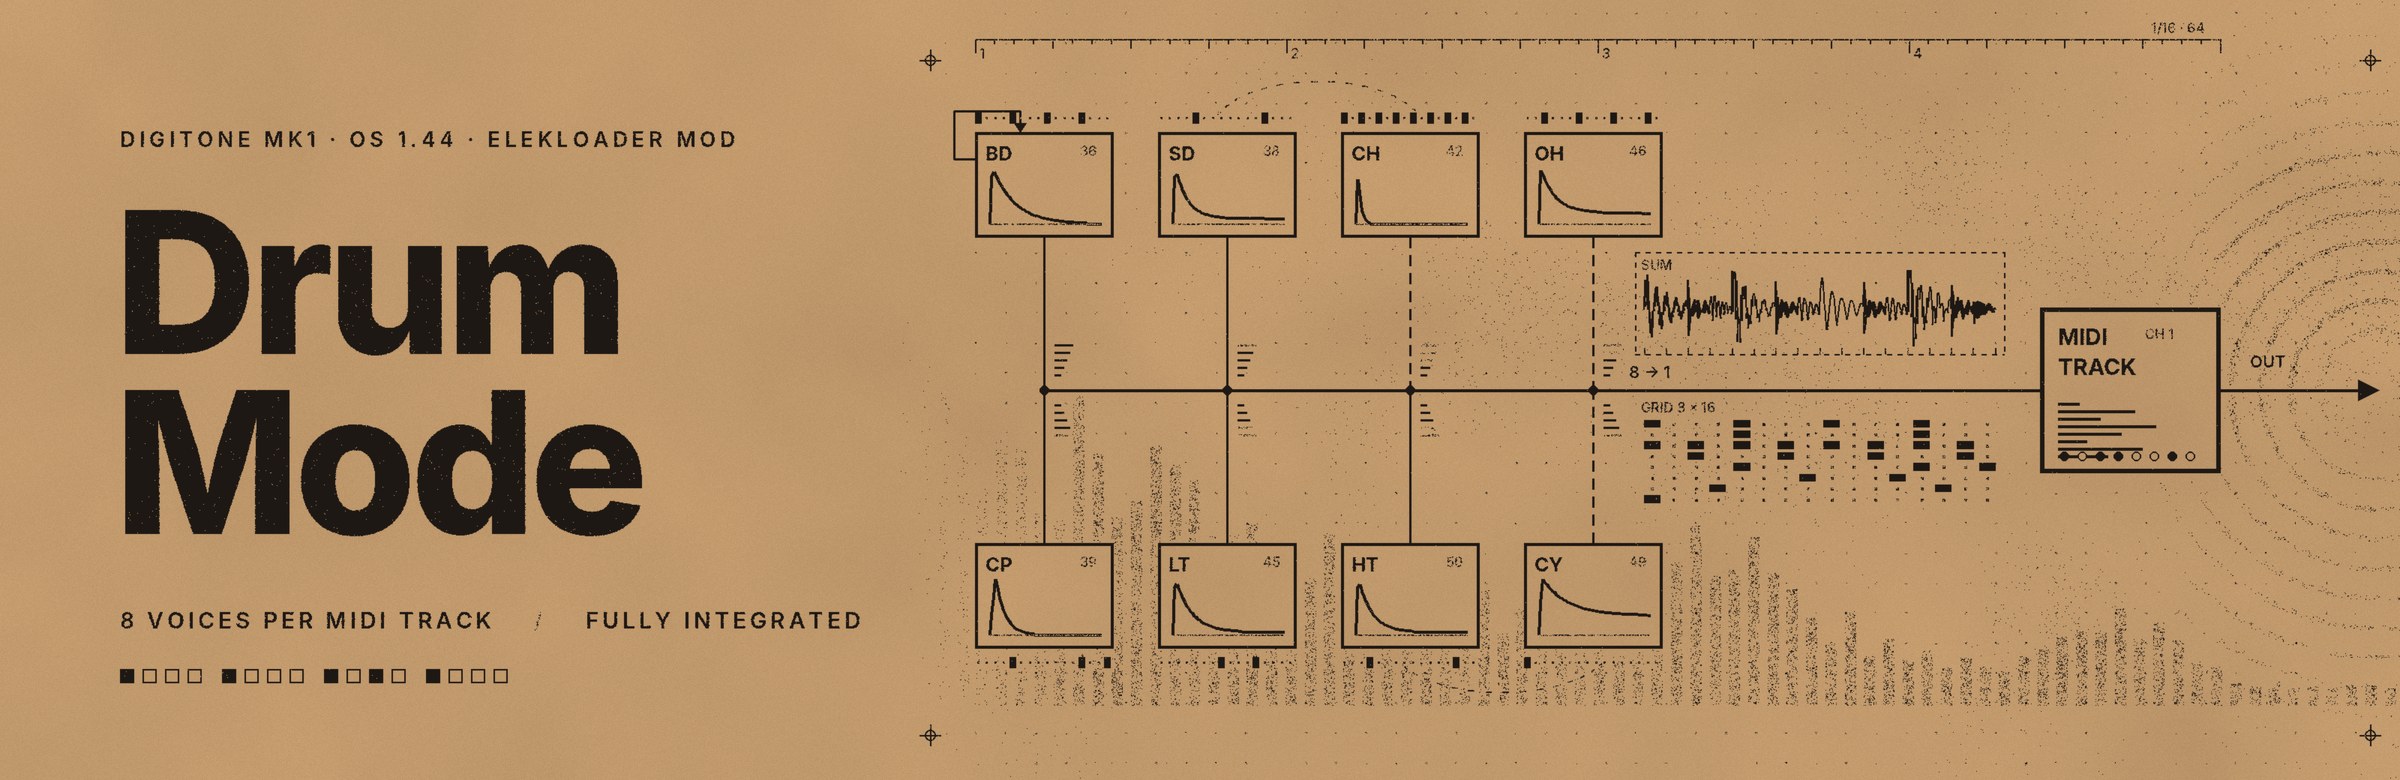 DIGITONE MK1 · OS 1.44 · ELEKLOADER MOD
Drum
Mode
8 VOICES PER MIDI TRACK / FULLY INTEGRATED
1/16 · 64
1 2 3 4
BD 36
SD 38
CH 42
OH 46
SUM
8 → 1
GRID 3 × 16
MIDI CH 1
TRACK
OUT
CP 39
LT 45
HT 50
CY 49